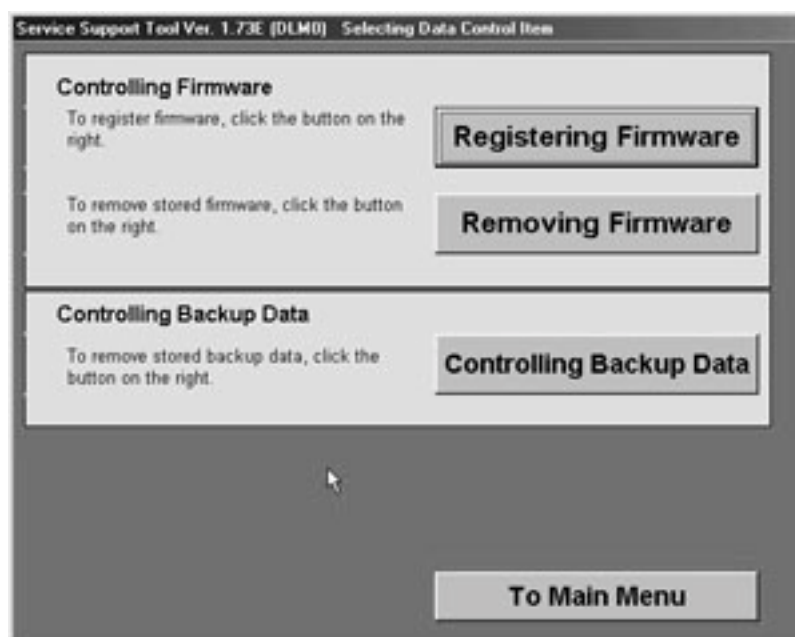 Service Support Tool Ver. 1.73E (DLM0) Selecting Data Control Item
Controlling Firmware
To register firmware, click the button on the
right.
Registering Firmware
To remove stored firmware, click the button
on the right.
Removing Firmware
Controlling Backup Data
To remove stored backup data, click the
button on the right.
Controlling Backup Data
To Main Menu